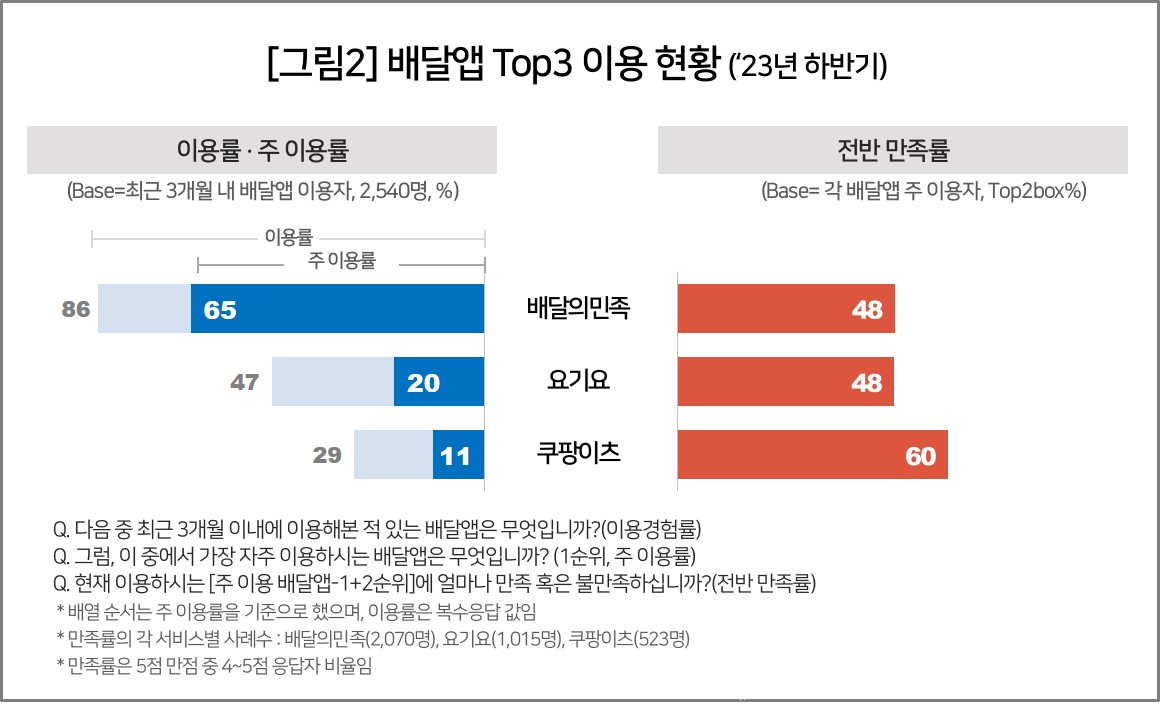 [그림2] 배달앱 Top3 이용 현황 (‘23년 하반기)
이용률 · 주 이용률
(Base=최근 3개월 내 배달앱 이용자, 2,540명, %)
이용률
주 이용률
86 65 배달의민족
47 20 요기요
29 11 쿠팡이츠
전반 만족률
(Base= 각 배달앱 주 이용자, Top2box%)
48
48
60
Q. 다음 중 최근 3개월 이내에 이용해본 적 있는 배달앱은 무엇입니까?(이용경험률)
Q. 그럼, 이 중에서 가장 자주 이용하시는 배달앱은 무엇입니까? (1순위, 주 이용률)
Q. 현재 이용하시는 [주 이용 배달앱-1+2순위]에 얼마나 만족 혹은 불만족하십니까?(전반 만족률)
* 배열 순서는 주 이용률을 기준으로 했으며, 이용률은 복수응답 값임
* 만족률의 각 서비스별 사례수 : 배달의민족(2,070명), 요기요(1,015명), 쿠팡이츠(523명)
* 만족률은 5점 만점 중 4~5점 응답자 비율임